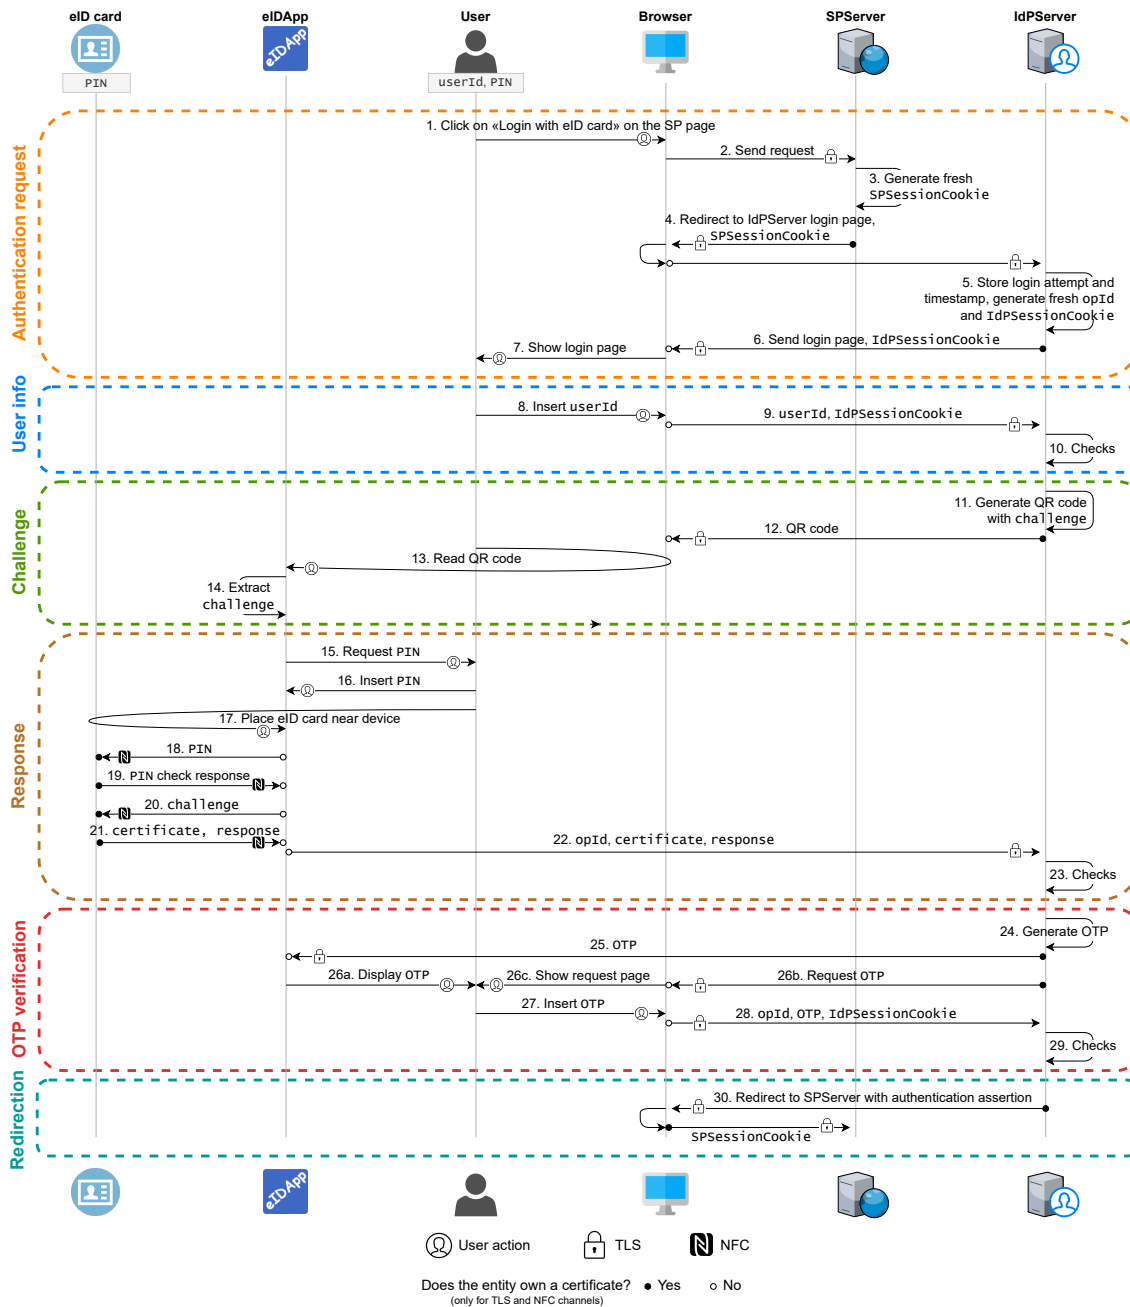 eID card
eIDApp
User
Browser
SPServer
IdPServer
eIDApp
PIN
userId, PIN
Authentication request
1. Click on «Login with eID card» on the SP page
2. Send request
3. Generate fresh
SPSessionCookie
4. Redirect to IdPServer login page,
SPSessionCookie
5. Store login attempt and
timestamp, generate fresh opId
and IdPSessionCookie
6. Send login page, IdPSessionCookie
7. Show login page
User info
8. Insert userId
9. userId, IdPSessionCookie
10. Checks
Challenge
11. Generate QR code
with challenge
12. QR code
13. Read QR code
14. Extract
challenge
Response
15. Request PIN
16. Insert PIN
17. Place eID card near device
18. PIN
19. PIN check response
20. challenge
21. certificate, response
22. opId, certificate, response
23. Checks
OTP verification
24. Generate OTP
25. OTP
26a. Display OTP
26c. Show request page
26b. Request OTP
27. Insert OTP
28. opId, OTP, IdPSessionCookie
29. Checks
Redirection
30. Redirect to SPServer with authentication assertion
SPSessionCookie
eIDApp
User action
TLS
NFC
Does the entity own a certificate?
Yes
No
(only for TLS and NFC channels)